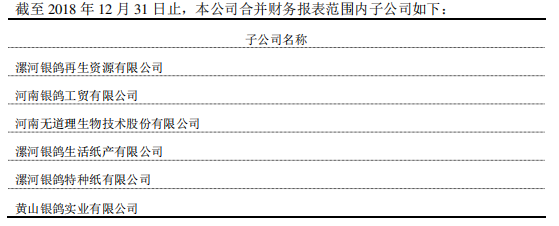 截至 2018 年 12 月 31 日止，本公司合并财务报表范围内子公司如下：
子公司名称
漯河银鸽再生资源有限公司
河南银鸽工贸有限公司
河南无道理生物技术股份有限公司
漯河银鸽生活纸产有限公司
漯河银鸽特种纸有限公司
黄山银鸽实业有限公司